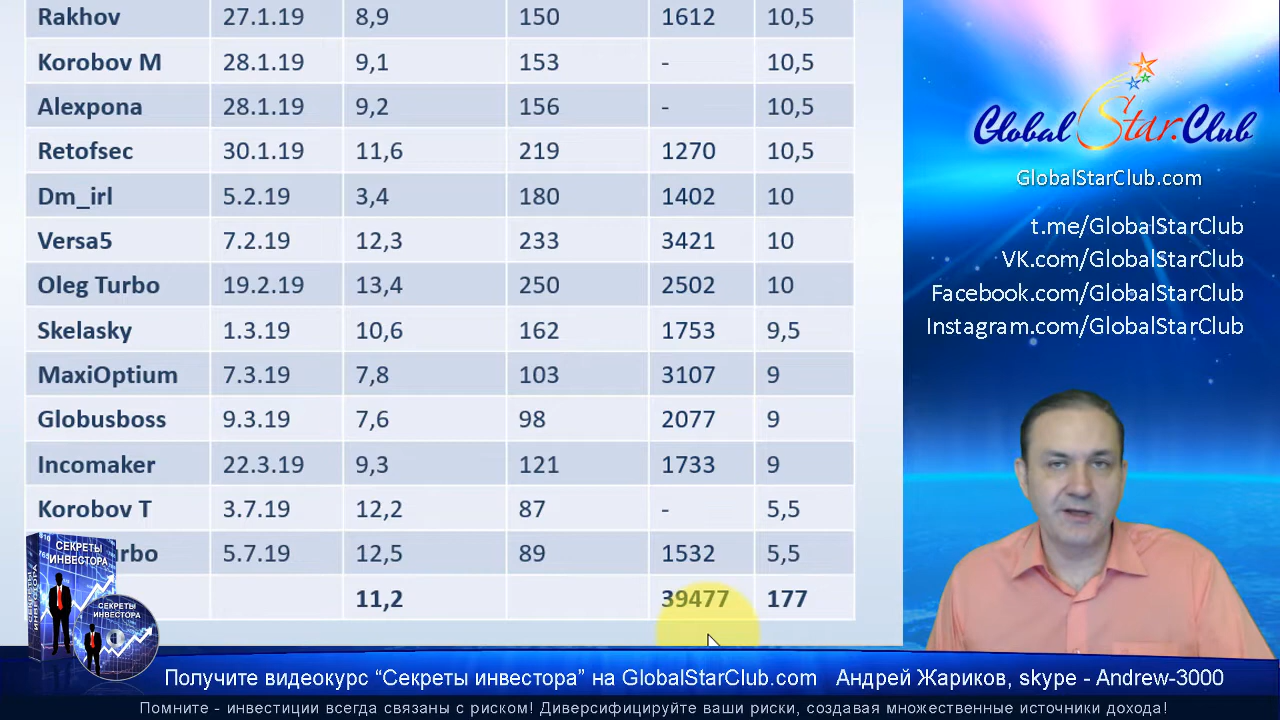 Rakhov 27.1.19 8,9 150 1612 10,5
Korobov M 28.1.19 9,1 153 - 10,5
Alexpona 28.1.19 9,2 156 - 10,5
Retofsec 30.1.19 11,6 219 1270 10,5
Dm_irl 5.2.19 3,4 180 1402 10
Versa5 7.2.19 12,3 233 3421 10
Oleg Turbo 19.2.19 13,4 250 2502 10
Skelasky 1.3.19 10,6 162 1753 9,5
MaxiOptium 7.3.19 7,8 103 3107 9
Globusboss 9.3.19 7,6 98 2077 9
Incomaker 22.3.19 9,3 121 1733 9
Korobov T 3.7.19 12,2 87 - 5,5
urbo 5.7.19 12,5 89 1532 5,5
11,2 39477 177
Global Star.Club
GlobalStarClub.com
t.me/GlobalStarClub
VK.com/GlobalStarClub
Facebook.com/GlobalStarClub
Instagram.com/GlobalStarClub
СЕКРЕТЫ
ИНВЕСТОРА
СЕКРЕТЫ
ИНВЕСТОРА
СЕКРЕТЫ
ИНВЕСТОРА
Получите видеокурс “Секреты инвестора” на GlobalStarClub.com Андрей Жариков, skype - Andrew-3000
Помните - инвестиции всегда связаны с риском! Диверсифицируйте ваши риски, создавая множественные источники дохода!